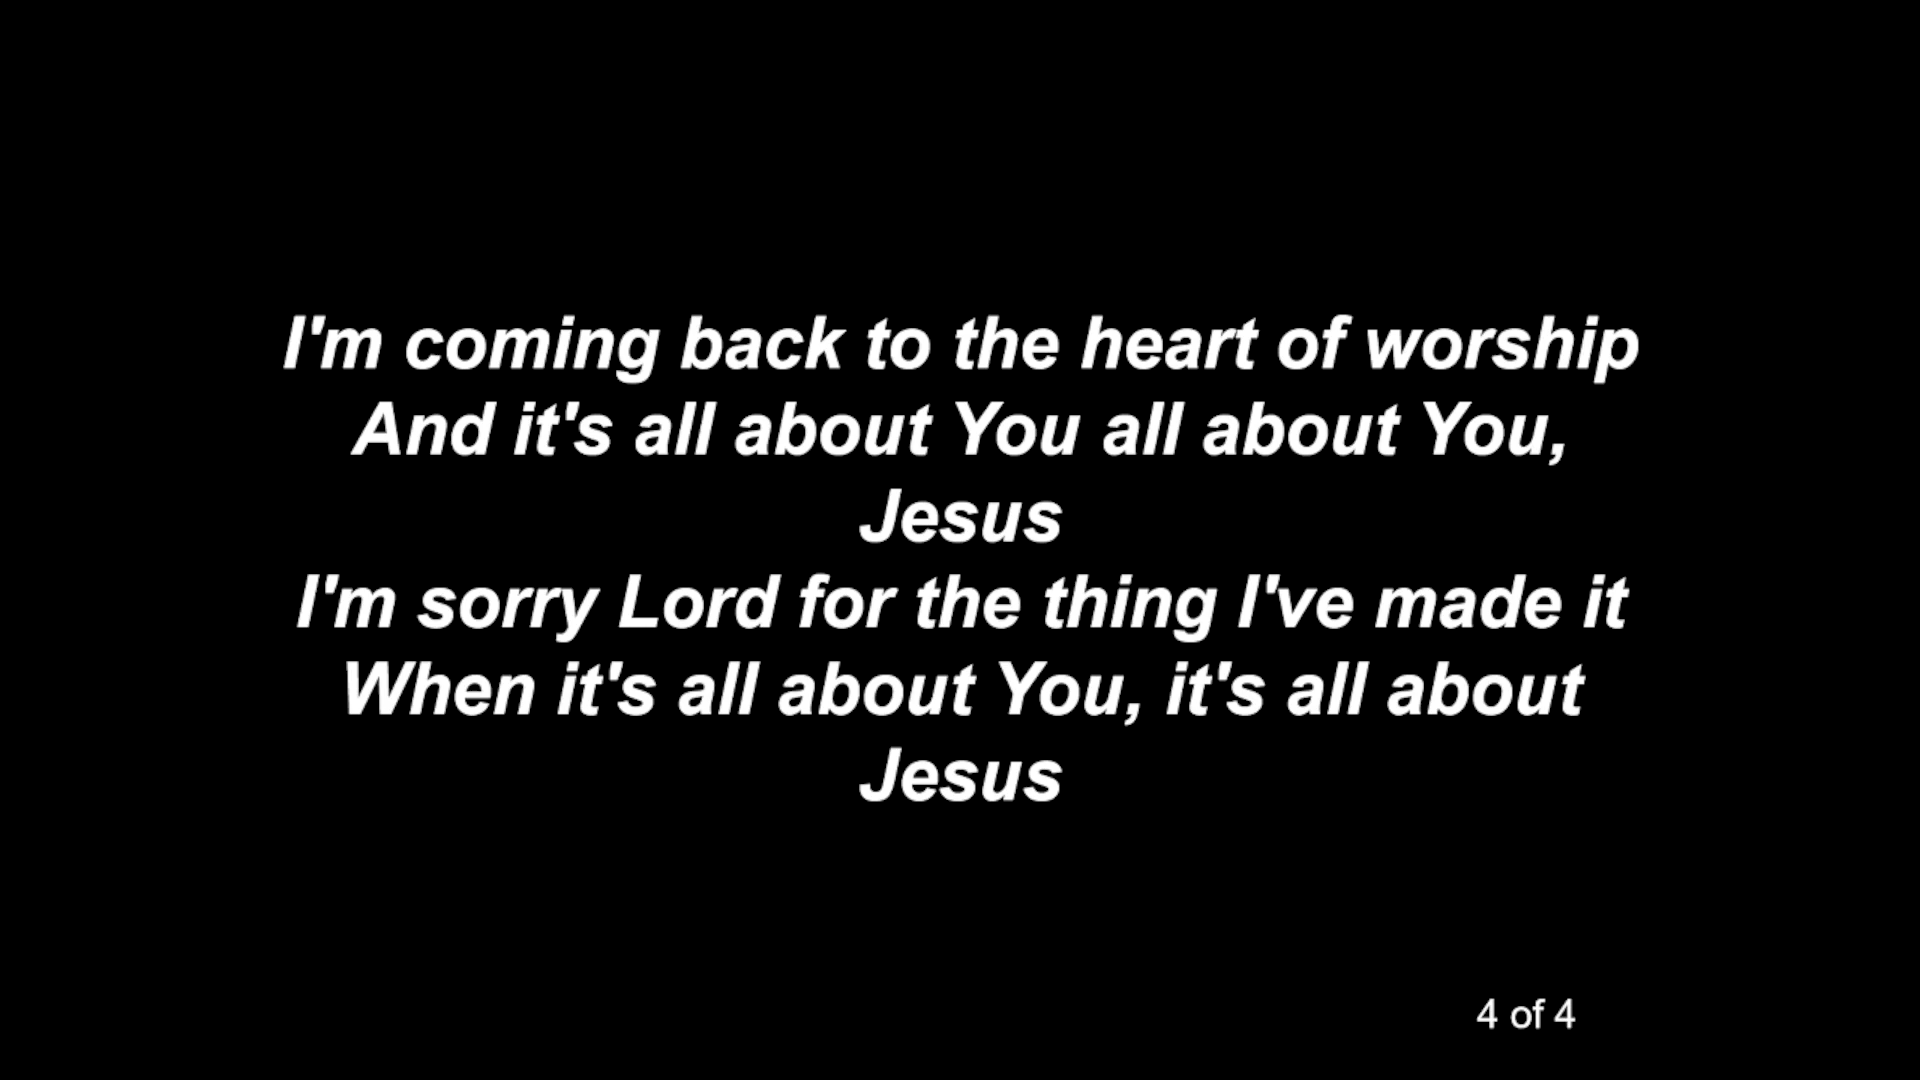 I'm coming back to the heart of worship
And it's all about You all about You,
Jesus
I'm sorry Lord for the thing I've made it
When it's all about You, it's all about
Jesus
4 of 4